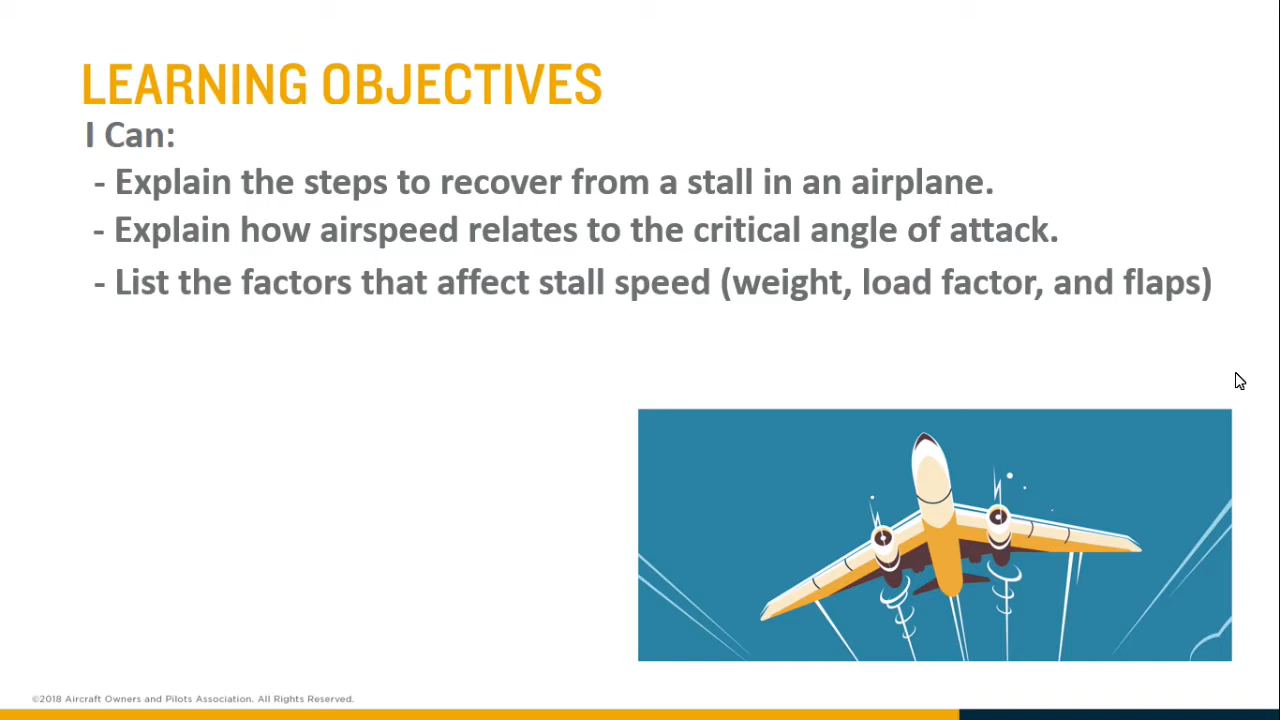 LEARNING OBJECTIVES
I Can:
- Explain the steps to recover from a stall in an airplane.
- Explain how airspeed relates to the critical angle of attack.
- List the factors that affect stall speed (weight, load factor, and flaps)
©2018 Aircraft Owners and Pilots Association. All Rights Reserved.